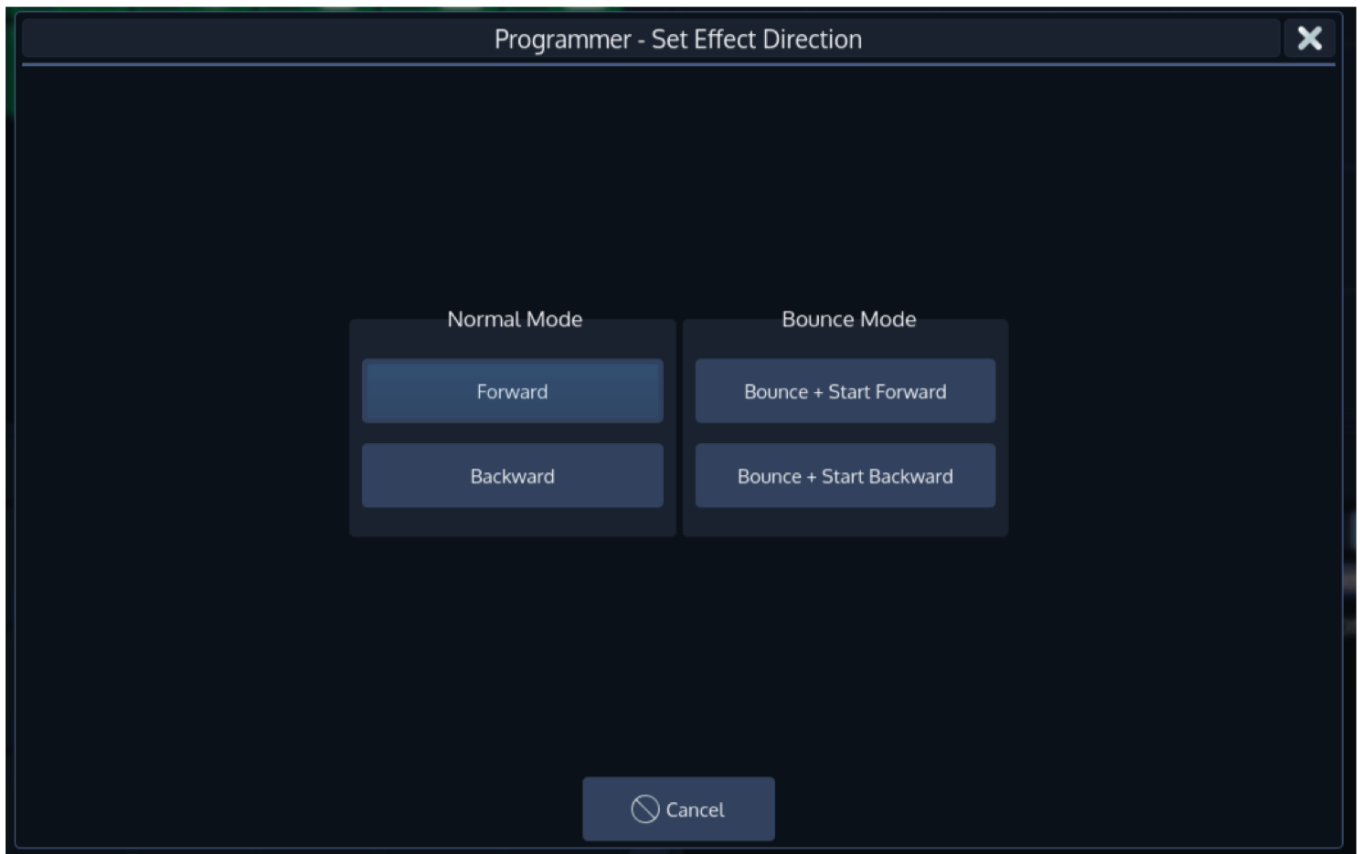 Programmer - Set Effect Direction
Normal Mode
Forward
Backward
Bounce Mode
Bounce + Start Forward
Bounce + Start Backward
Cancel